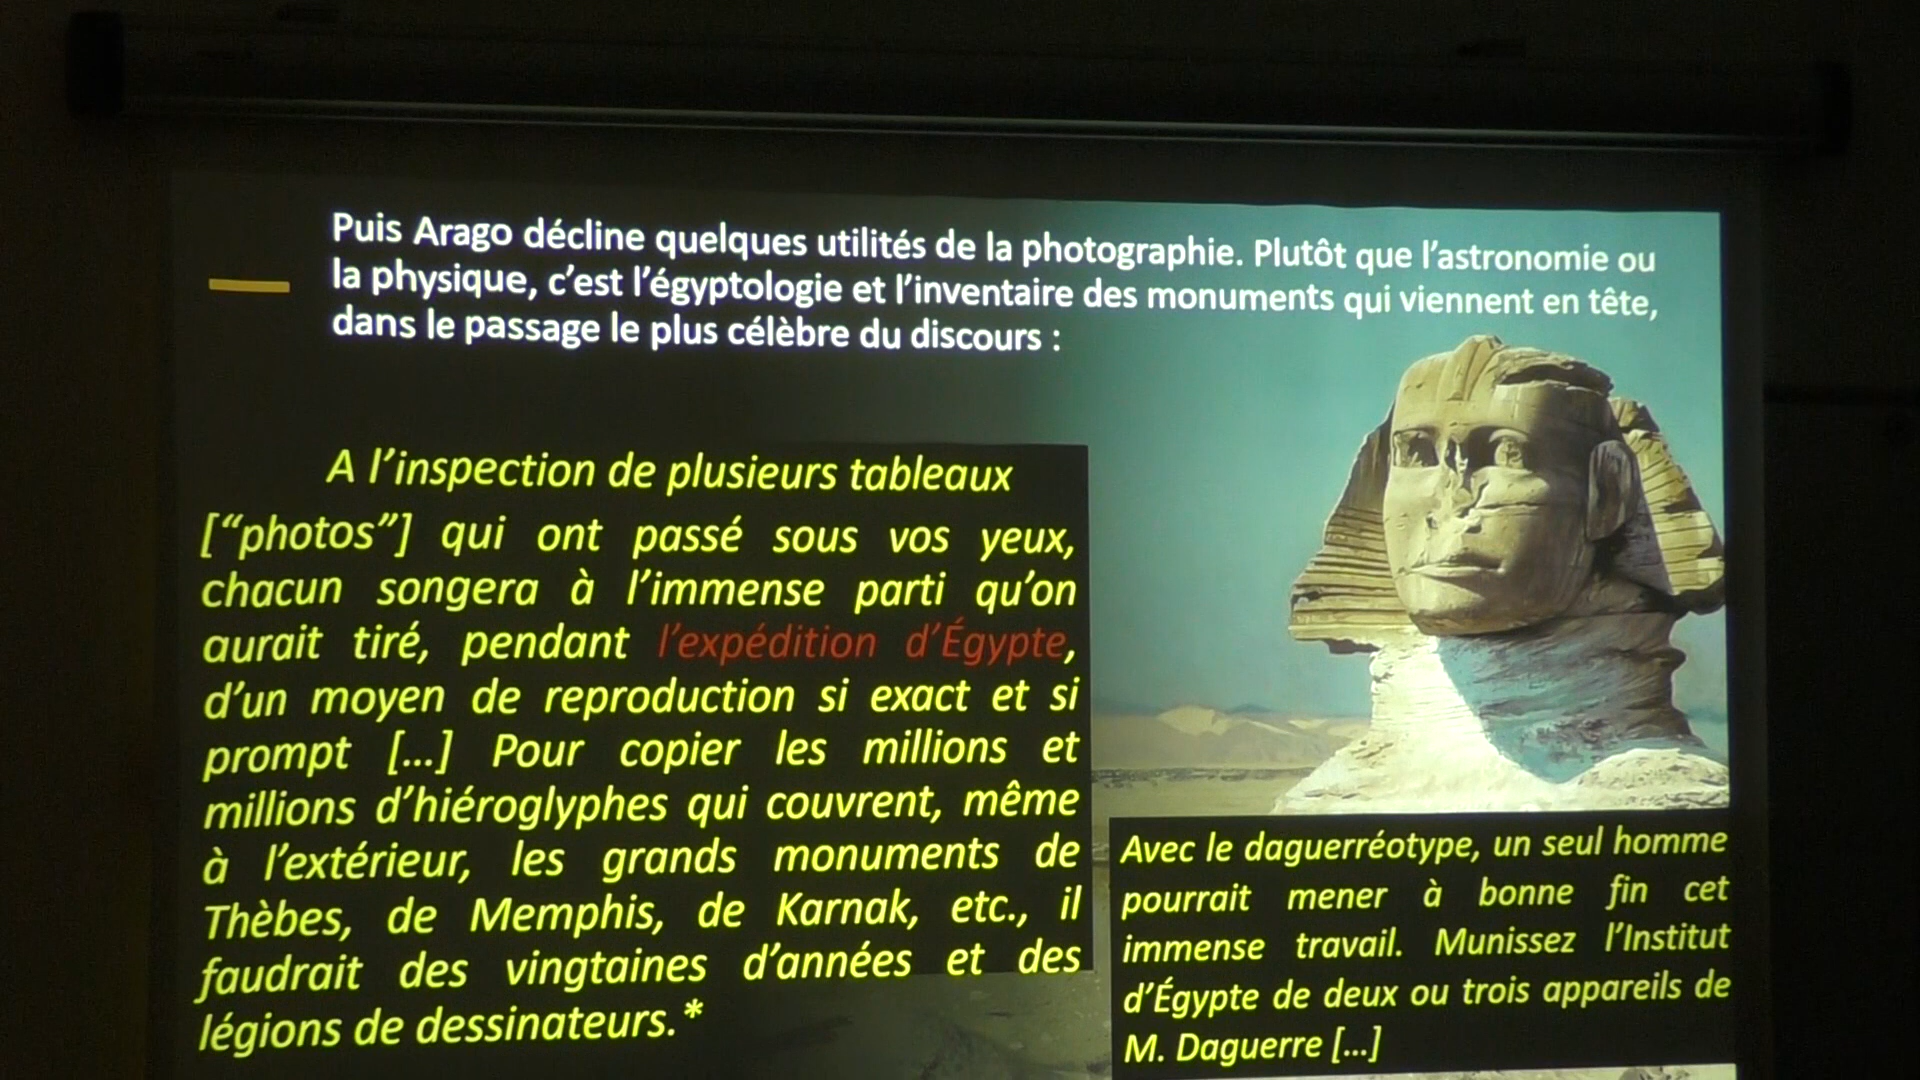 Puis Arago décline quelques utilités de la photographie. Plutôt que l’astronomie ou
la physique, c’est l’égyptologie et l’inventaire des monuments qui viennent en tête,
dans le passage le plus célèbre du discours :
A l’inspection de plusieurs tableaux
[“photos”] qui ont passé sous vos yeux,
chacun songera à l’immense parti qu’on
aurait tiré, pendant l’expédition d’Égypte,
d’un moyen de reproduction si exact et si
prompt [...] Pour copier les millions et
millions d’hiéroglyphes qui couvrent, même
à l’extérieur, les grands monuments de
Thèbes, de Memphis, de Karnak, etc., il
faudrait des vingtaines d’années et des
légions de dessinateurs.*
Avec le daguerréotype, un seul homme
pourrait mener à bonne fin cet
immense travail. Munissez l’Institut
d’Égypte de deux ou trois appareils de
M. Daguerre [...]